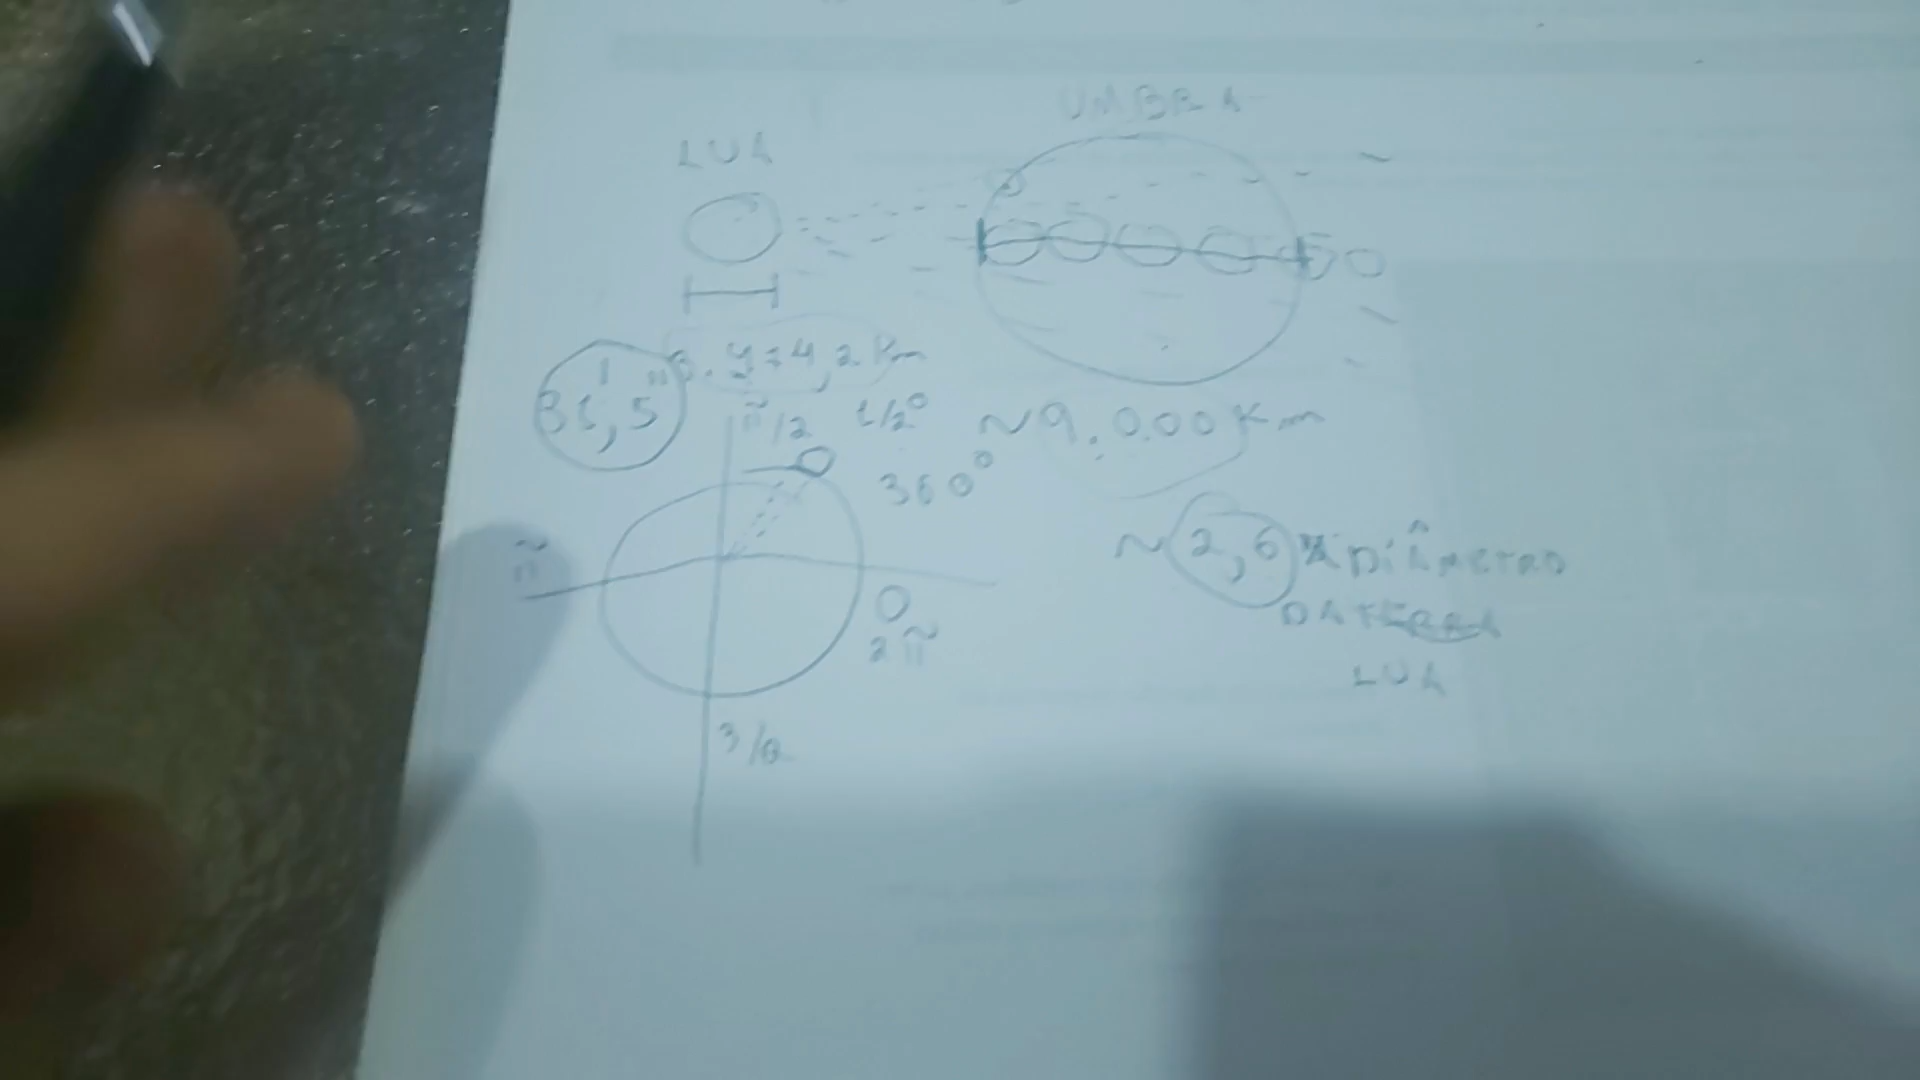 UMBRA
LUA
31,5
~9.000 Km
π/2 1/2°
360°
π
~2,6 X DIÂMETRO
DA TERRA
LUA
0
2π
3/2